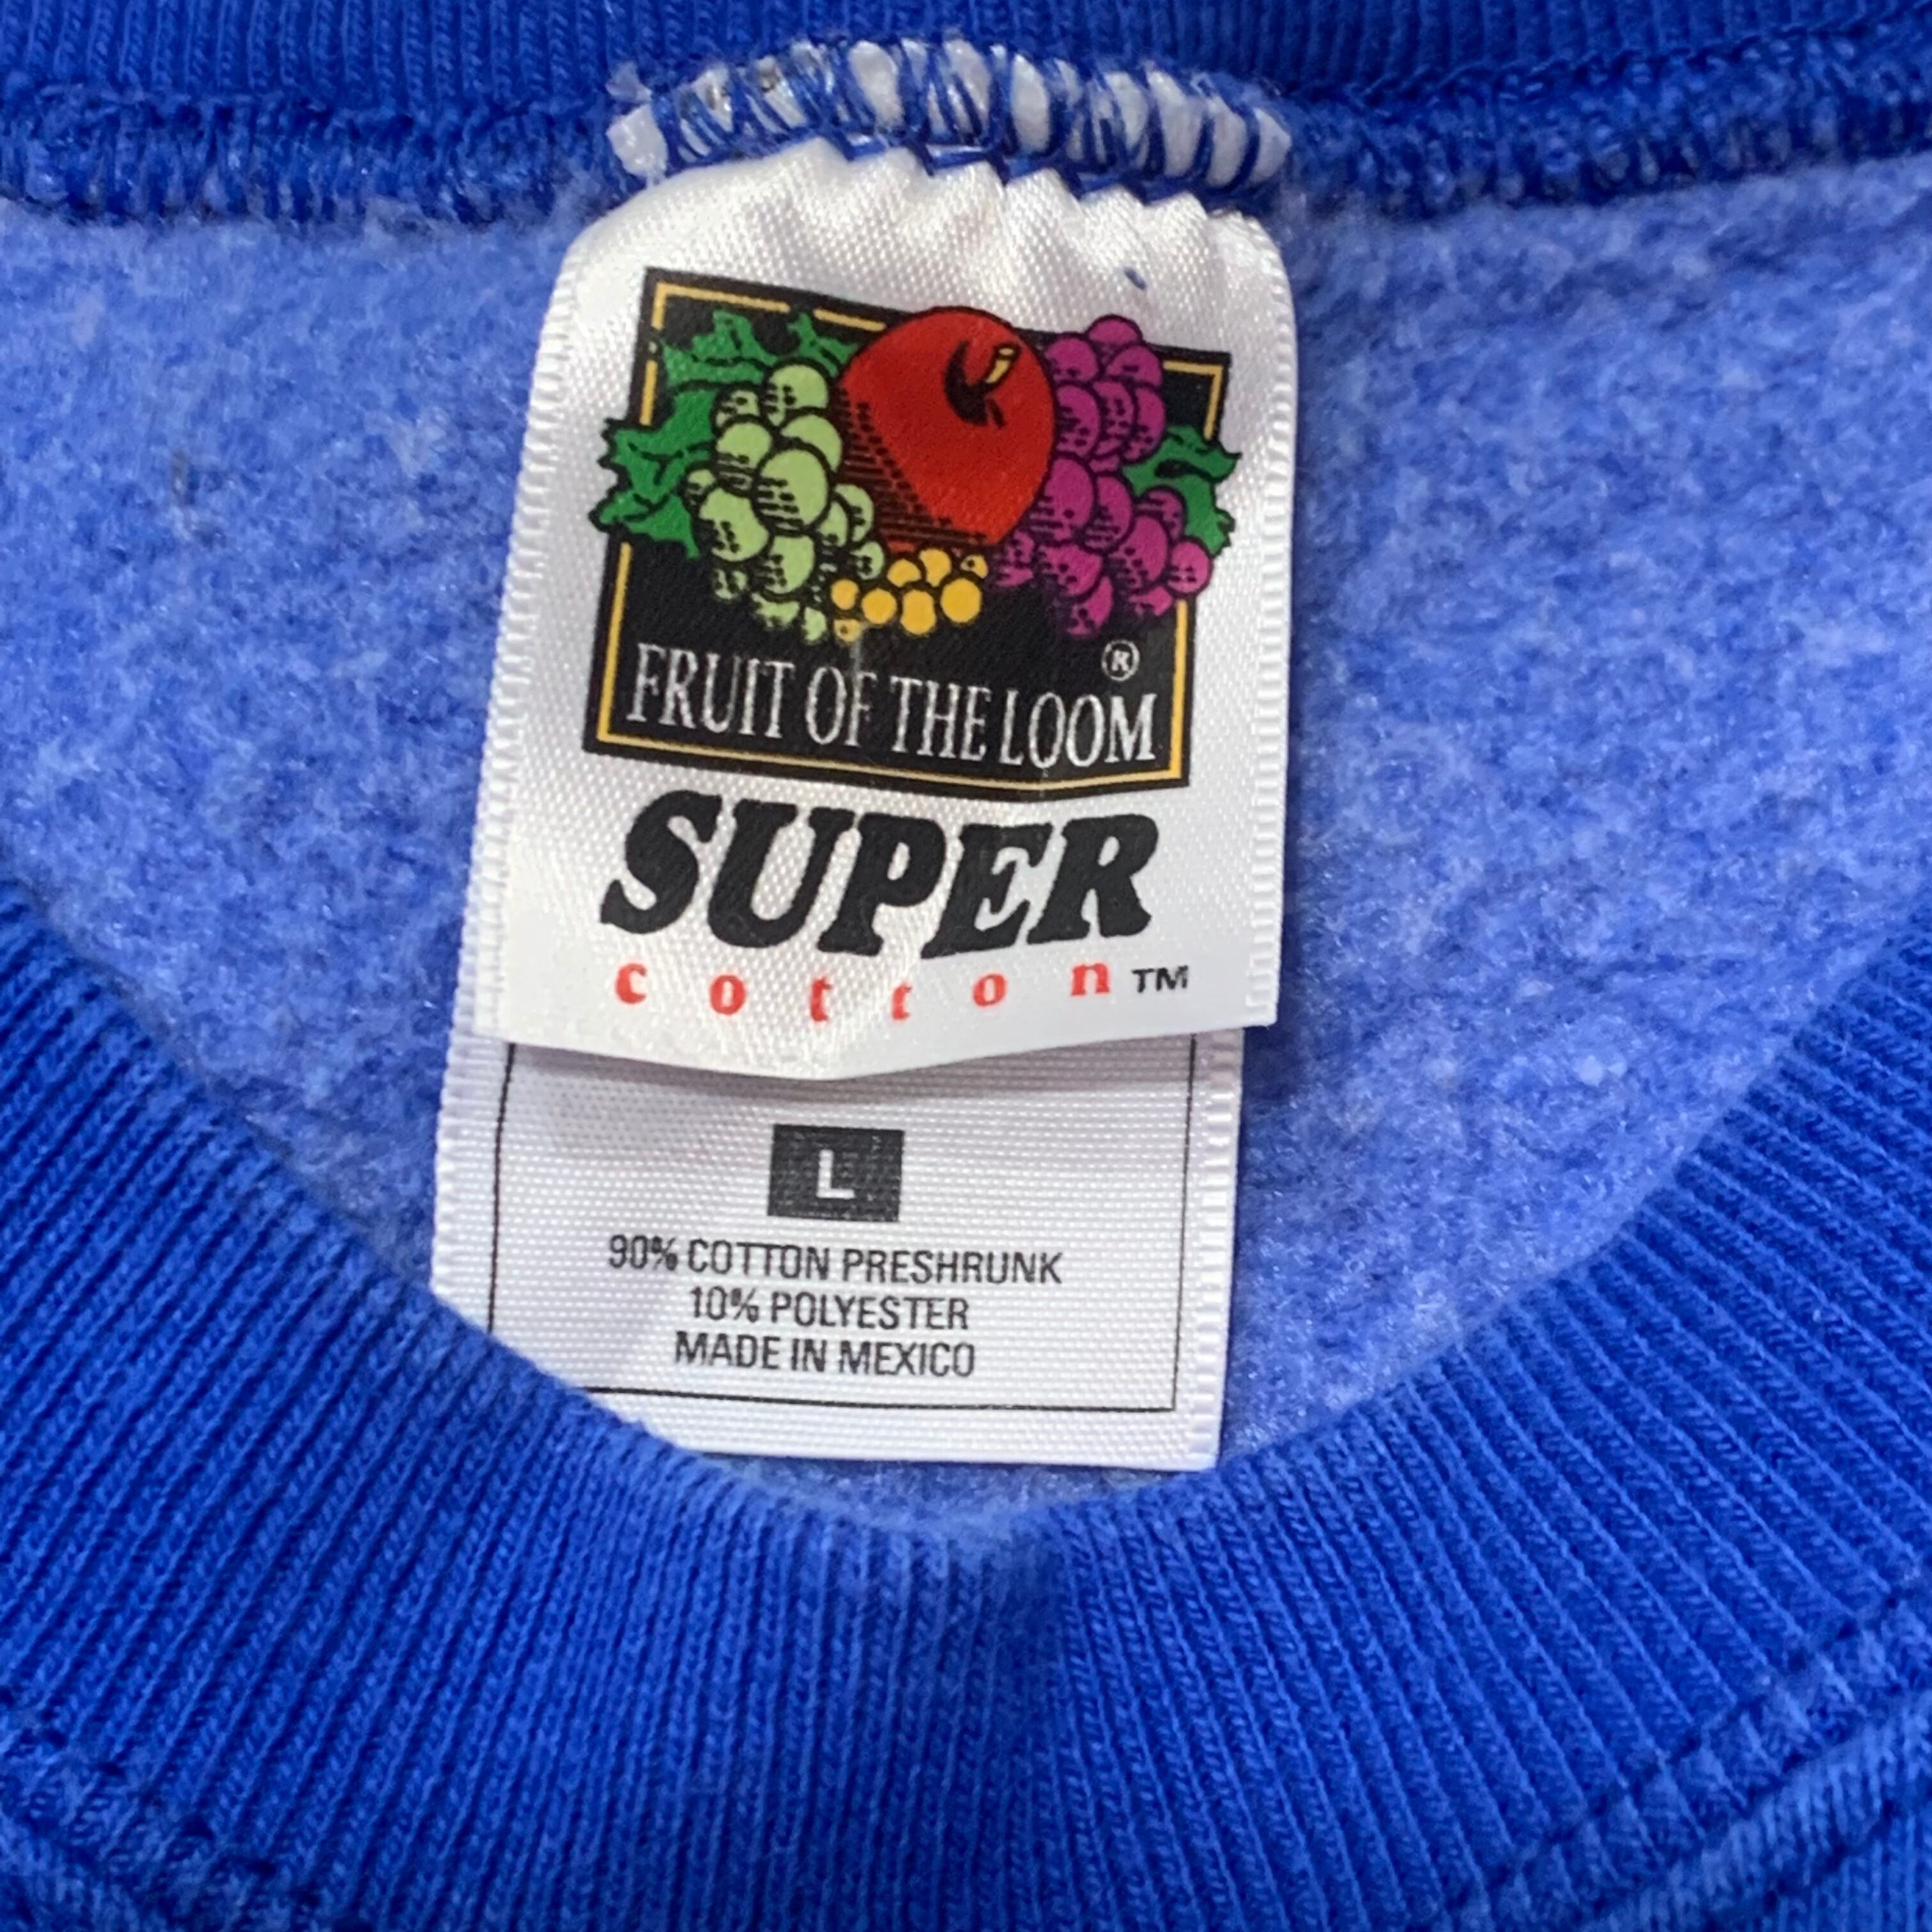 FRUIT OF THE LOOM ®
SUPER
cotton™
L
90% COTTON PRESHRUNK
10% POLYESTER
MADE IN MEXICO